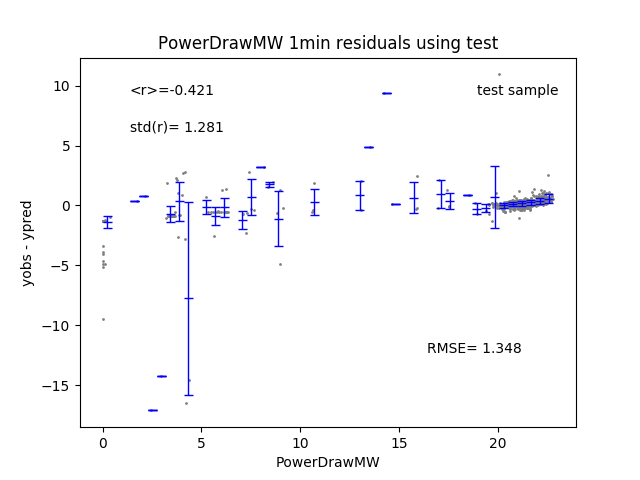 PowerDrawMW 1min residuals using test
<r>=-0.421
test sample
std(r)= 1.281
RMSE= 1.348
yobs - ypred
10
5
0
−5
−10
−15
0 5 10 15 20
PowerDrawMW